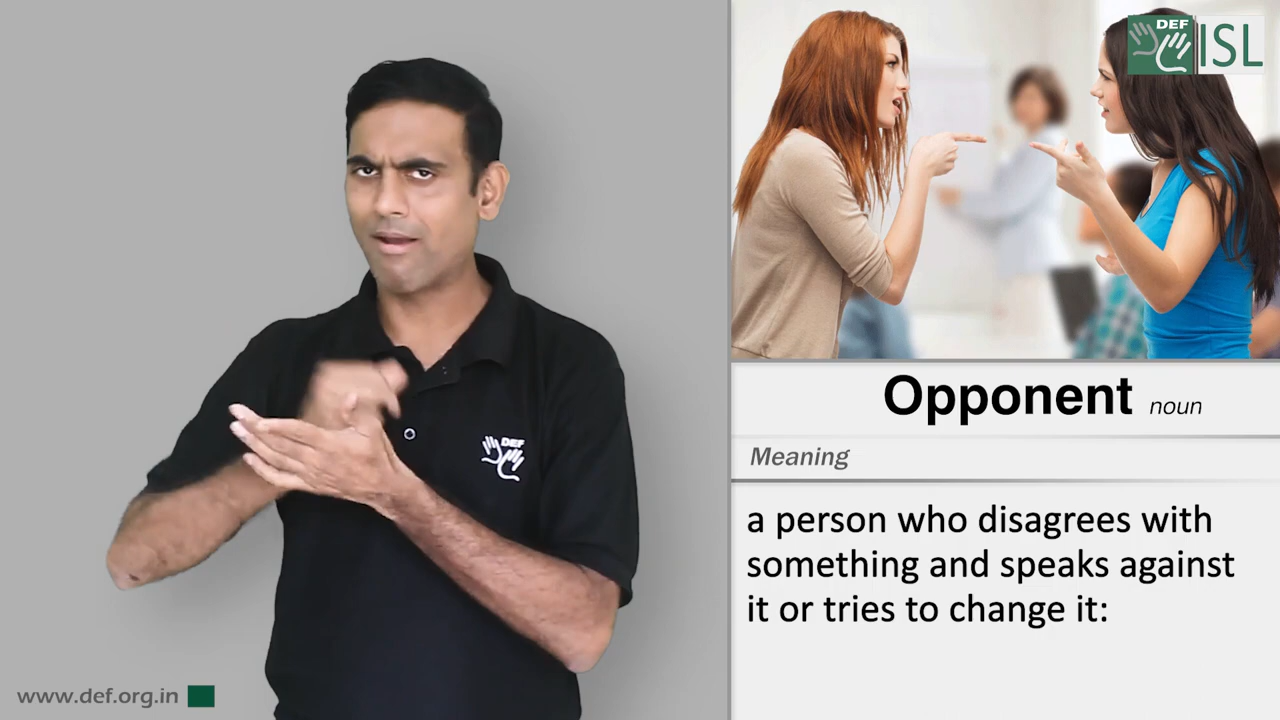 DEF
ISL
Opponent noun
Meaning
a person who disagrees with
something and speaks against
it or tries to change it:
DEF
www.def.org.in